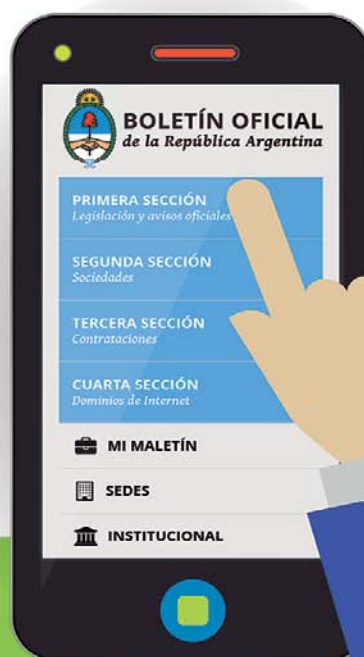 BOLETÍN OFICIAL
de la República Argentina
PRIMERA SECCIÓN
Legislación y avisos oficiales
SEGUNDA SECCIÓN
Sociedades
TERCERA SECCIÓN
Contrataciones
CUARTA SECCIÓN
Dominios de Internet
MI MALETÍN
SEDES
INSTITUCIONAL